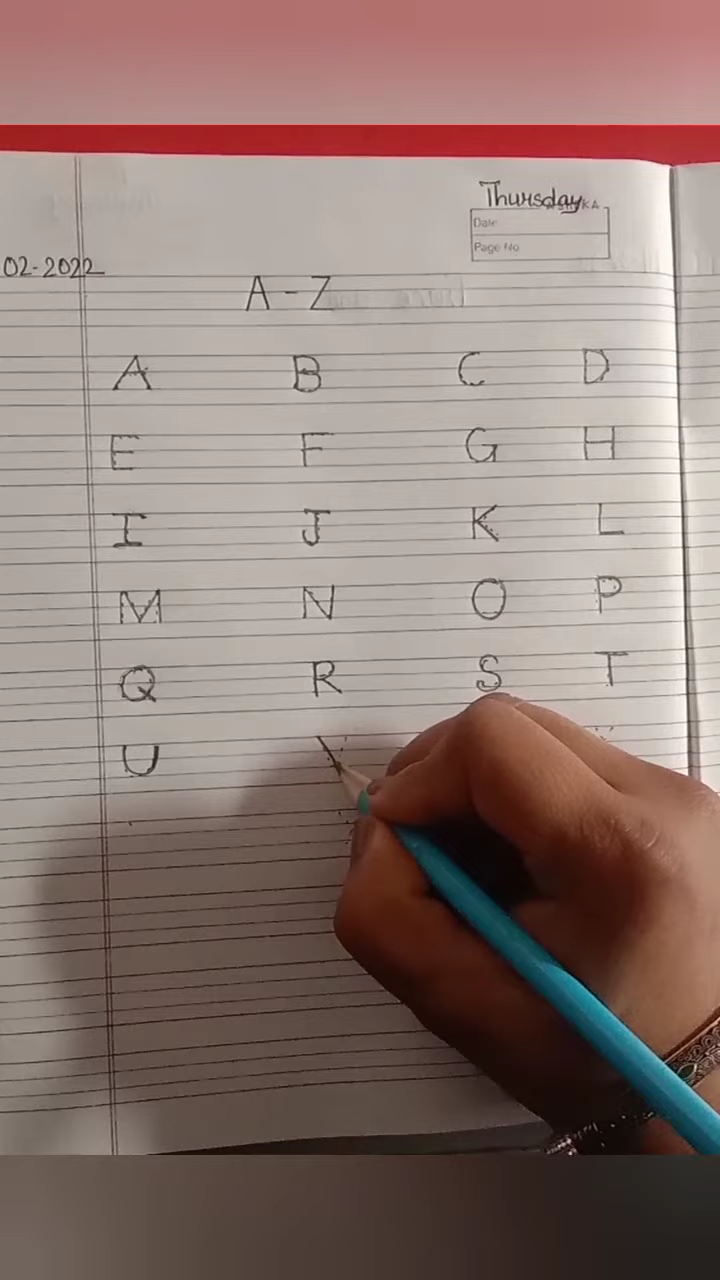 Thursday
Date
Page No
02-2022
A - Z
A B C D
E F G H
I J K L
M N O P
Q R S T
U